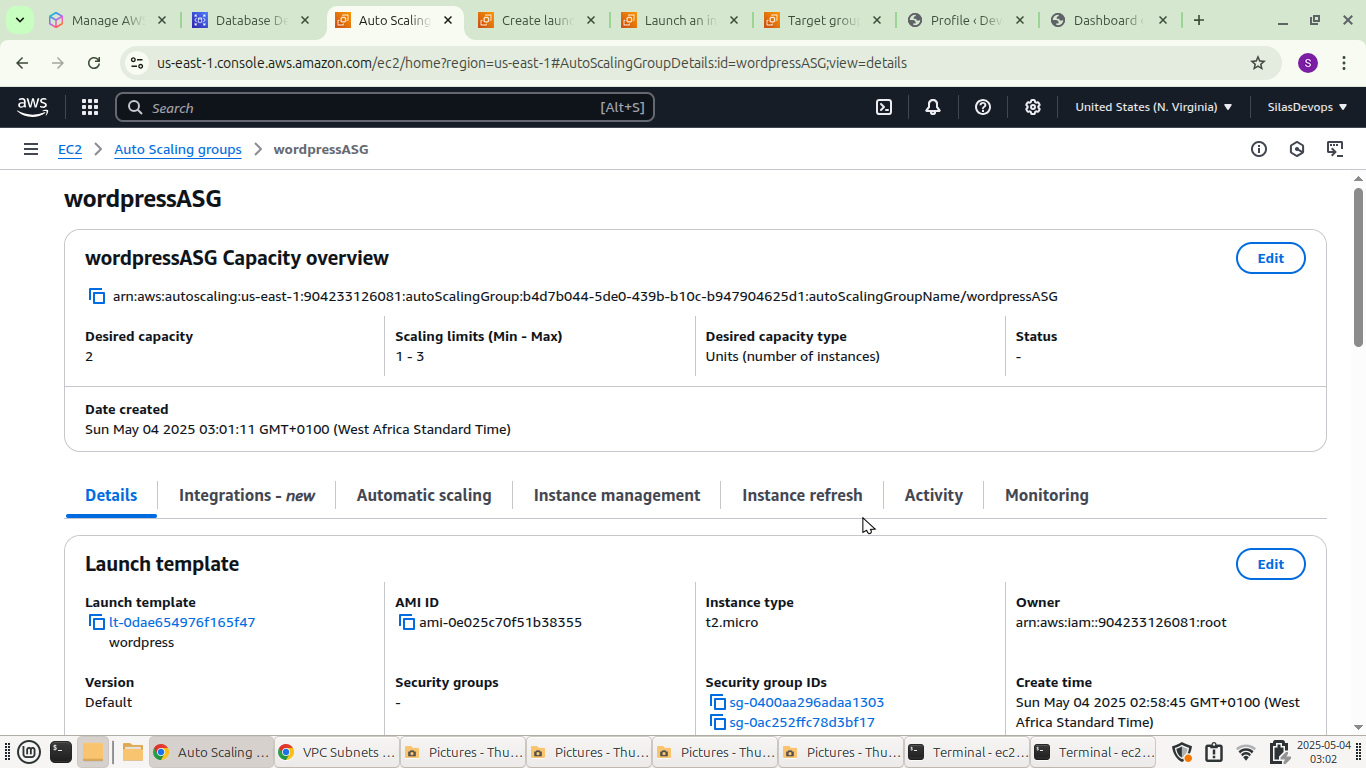 Manage AW
Database De
Auto Scaling
Create laun
Launch an in
Target grou
Profile ‹ Dev
Dashboard ‹
us-east-1.console.aws.amazon.com/ec2/home?region=us-east-1#AutoScalingGroupDetails:id=wordpressASG;view=details
S
aws
Search
[Alt+S]
United States (N. Virginia)
SilasDevops
EC2
Auto Scaling groups
wordpressASG
wordpressASG
wordpressASG Capacity overview
Edit
arn:aws:autoscaling:us-east-1:904233126081:autoScalingGroup:b4d7b044-5de0-439b-b10c-b947904625d1:autoScalingGroupName/wordpressASG
Desired capacity
2
Scaling limits (Min - Max)
1 - 3
Desired capacity type
Units (number of instances)
Status
-
Date created
Sun May 04 2025 03:01:11 GMT+0100 (West Africa Standard Time)
Details
Integrations - new
Automatic scaling
Instance management
Instance refresh
Activity
Monitoring
Launch template
Edit
Launch template
lt-0dae654976f165f47
wordpress
AMI ID
ami-0e025c70f51b38355
Instance type
t2.micro
Owner
arn:aws:iam::904233126081:root
Version
Default
Security groups
-
Security group IDs
sg-0400aa296adaa1303
sg-0ac252ffc78d3bf17
Create time
Sun May 04 2025 02:58:45 GMT+0100 (West
Africa Standard Time)
Auto Scaling ...
VPC Subnets ...
Pictures - Thu...
Pictures - Thu...
Pictures - Thu...
Pictures - Thu...
Terminal - ec2...
Terminal - ec2...
2025-05-04
03:02